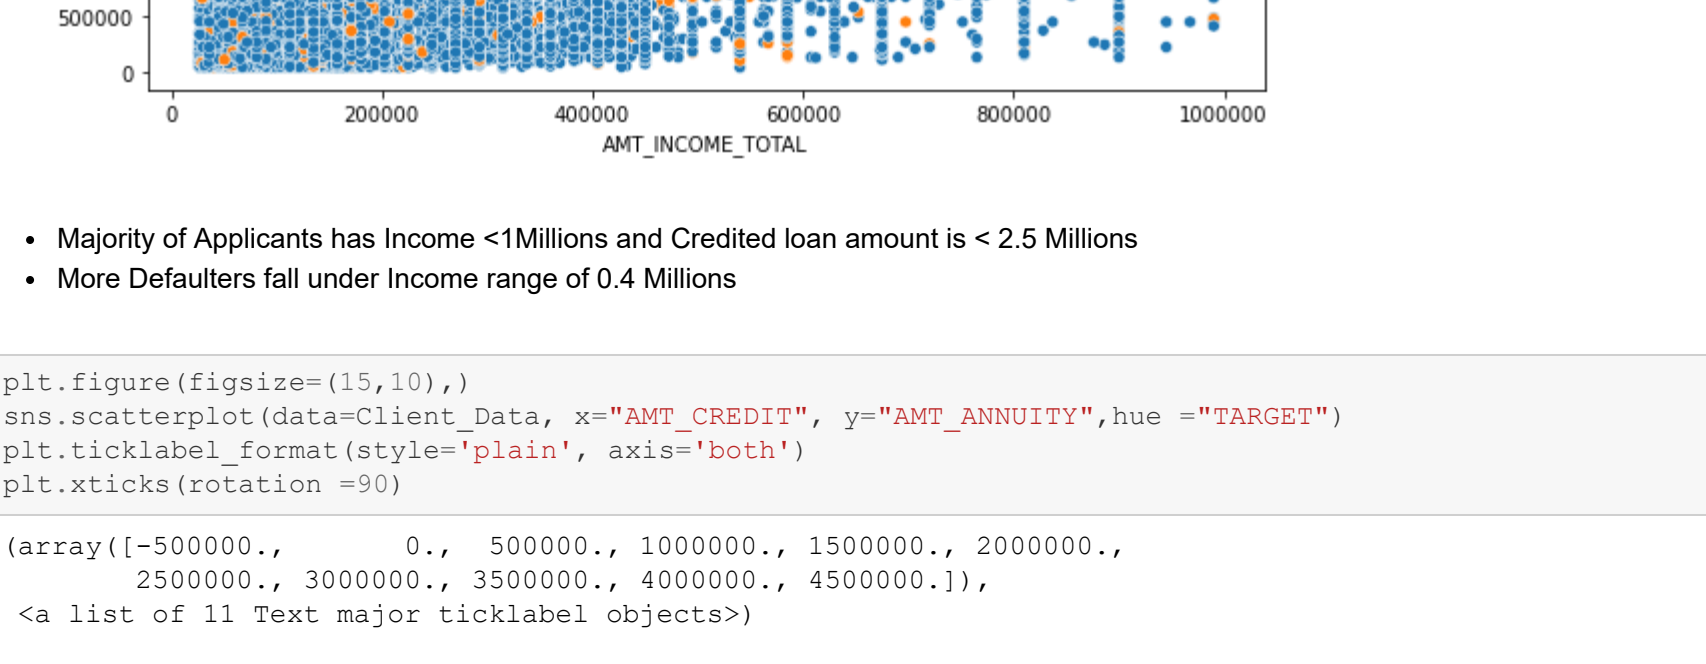 500000
0
0 200000 400000 600000 800000 1000000
AMT_INCOME_TOTAL
• Majority of Applicants has Income <1Millions and Credited loan amount is < 2.5 Millions
• More Defaulters fall under Income range of 0.4 Millions
plt.figure(figsize=(15,10),)
sns.scatterplot(data=Client_Data, x="AMT_CREDIT", y="AMT_ANNUITY",hue ="TARGET")
plt.ticklabel_format(style='plain', axis='both')
plt.xticks(rotation =90)
(array([-500000.,       0.,  500000., 1000000., 1500000., 2000000.,
        2500000., 3000000., 3500000., 4000000., 4500000.]),
 <a list of 11 Text major ticklabel objects>)